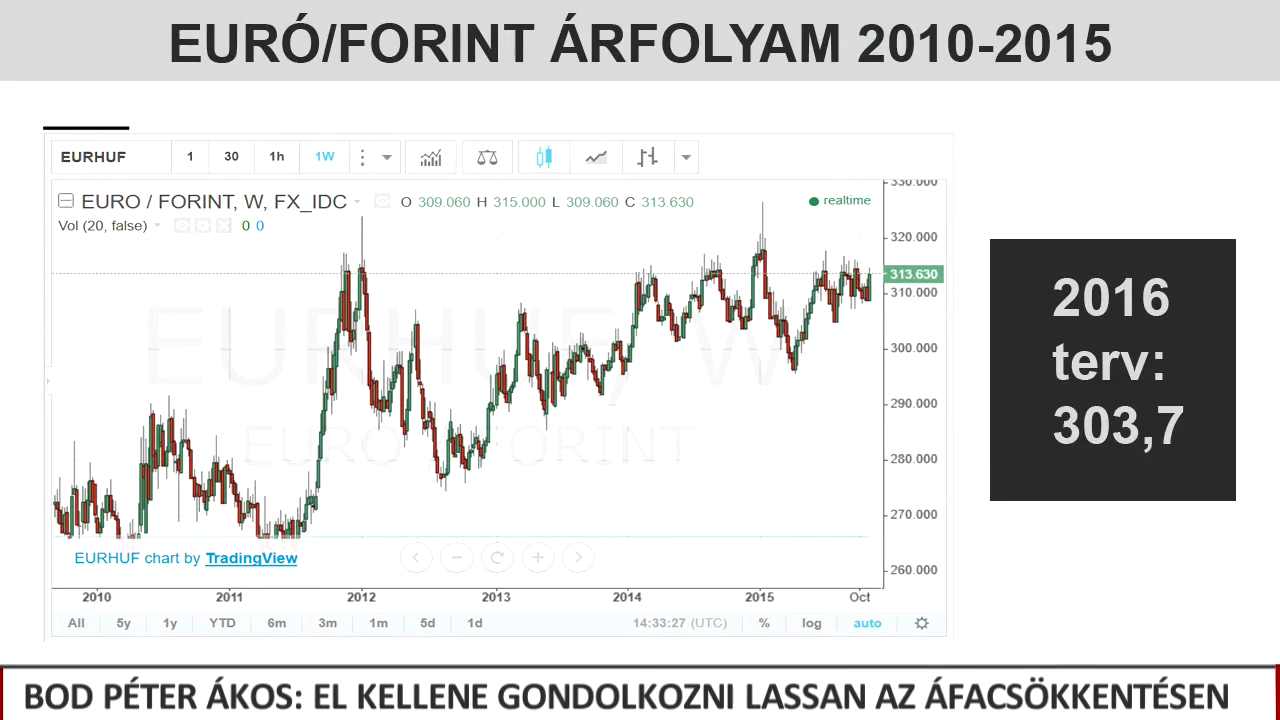 EURÓ/FORINT ÁRFOLYAM 2010-2015
EURHUF 1 30 1h 1W
EURO / FORINT, W, FX_IDC O 309.060 H 315.000 L 309.060 C 313.630 realtime
Vol (20, false) 0 0
330.000
320.000
313.630
310.000
300.000
290.000
280.000
270.000
260.000
EURHUF, W
EURO / FORINT
EURHUF chart by TradingView
2010 2011 2012 2013 2014 2015 Oct
All 5y 1y YTD 6m 3m 1m 5d 1d 14:33:27 (UTC) % log auto
2016
terv:
303,7
BOD PÉTER ÁKOS: EL KELLENE GONDOLKOZNI LASSAN AZ ÁFACSÖKKENTÉSEN